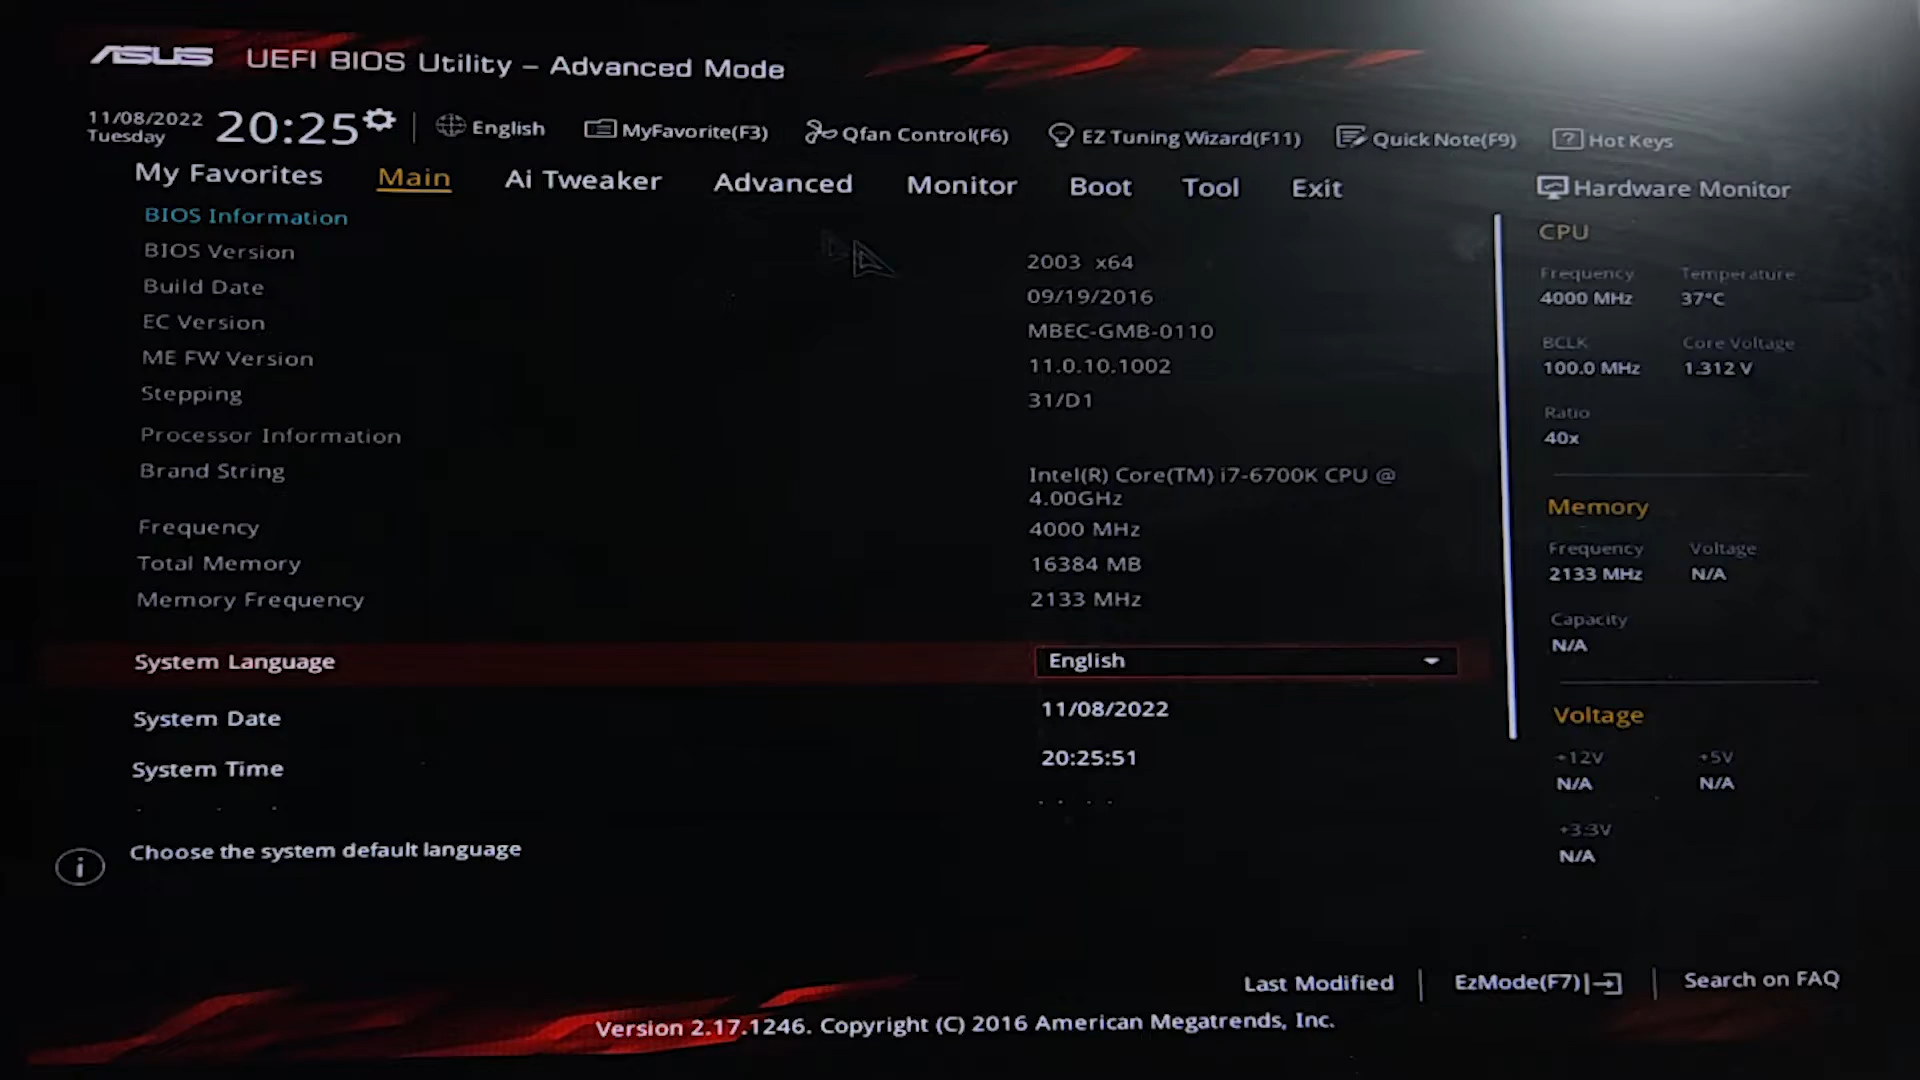 ASUS UEFI BIOS Utility – Advanced Mode
11/08/2022
Tuesday
20:25
English
MyFavorite(F3)
Qfan Control(F6)
EZ Tuning Wizard(F11)
Quick Note(F9)
? Hot Keys
My Favorites Main Ai Tweaker Advanced Monitor Boot Tool Exit
BIOS Information
BIOS Version 2003 x64
Build Date 09/19/2016
EC Version MBEC-GMB-0110
ME FW Version 11.0.10.1002
Stepping 31/D1
Processor Information
Brand String Intel(R) Core(TM) i7-6700K CPU @
4.00GHz
Frequency 4000 MHz
Total Memory 16384 MB
Memory Frequency 2133 MHz
System Language English
System Date 11/08/2022
System Time 20:25:51
i Choose the system default language
Hardware Monitor
CPU
Frequency Temperature
4000 MHz 37°C
BCLK Core Voltage
100.0 MHz 1.312 V
Ratio
40x
Memory
Frequency Voltage
2133 MHz N/A
Capacity
N/A
Voltage
+12V +5V
N/A N/A
+3.3V
N/A
Last Modified EzMode(F7) Search on FAQ
Version 2.17.1246. Copyright (C) 2016 American Megatrends, Inc.